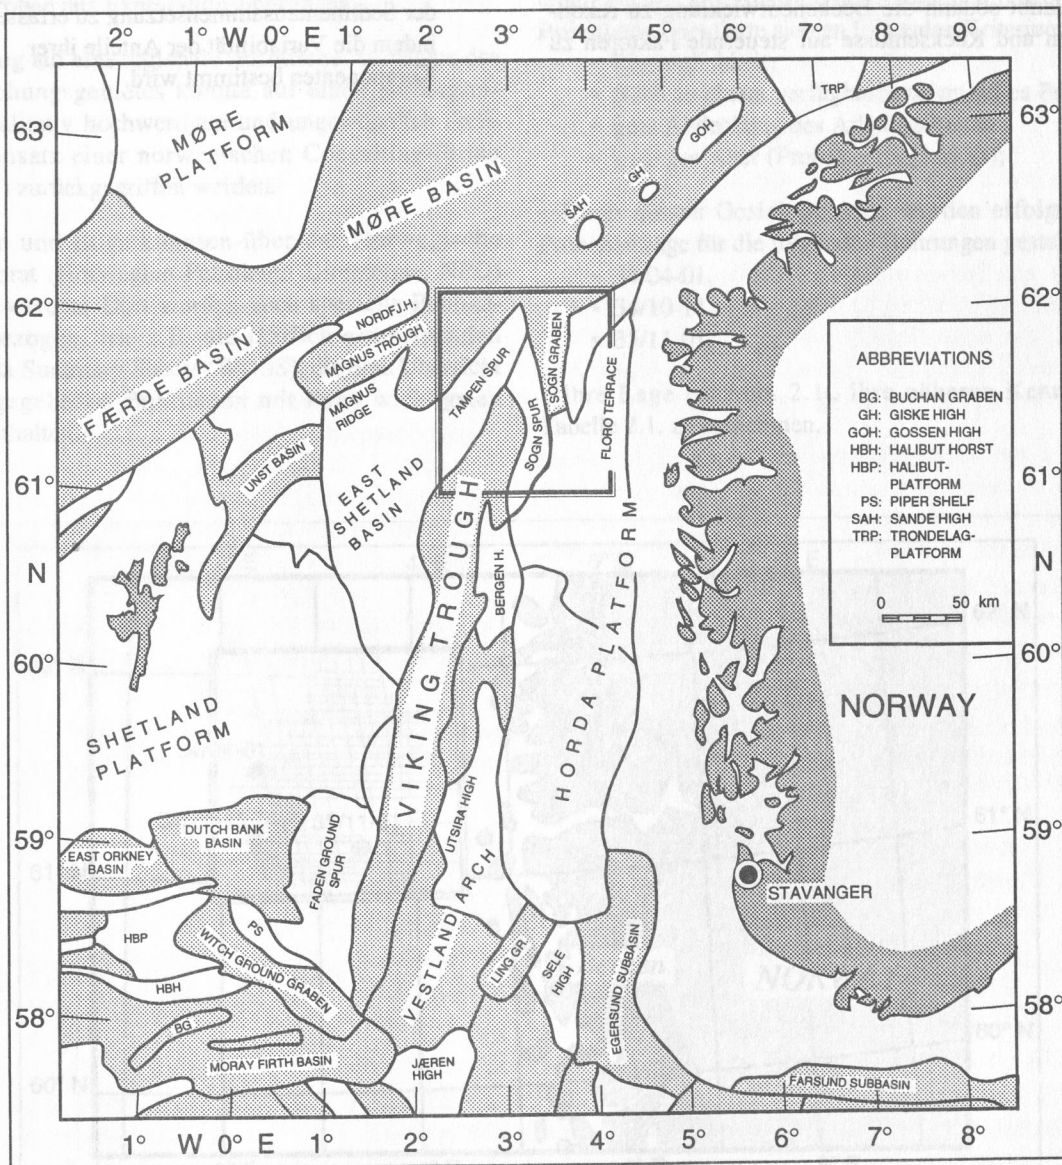 2° 1° W 0° E 1° 2° 3° 4° 5° 6° 7° 8° 9°
63°
63°
MØRE
PLATFORM
TRP
GOH
GH
SAH
MØRE BASIN
62°
62°
NORDFJ.H.
FÆROE BASIN
MAGNUS TROUGH
MAGNUS
RIDGE
TAMPEN SPUR
SOGN GRABEN
SOGN SPUR
FLORO TERRACE
ABBREVIATIONS
BG: BUCHAN GRABEN
GH: GISKE HIGH
GOH: GOSSEN HIGH
HBH: HALIBUT HORST
HBP: HALIBUT-
PLATFORM
PS: PIPER SHELF
SAH: SANDE HIGH
TRP: TRONDELAG-
PLATFORM
0 50 km
61°
61°
UNST BASIN
EAST
SHETLAND
BASIN
N
N
VIKING TROUGH
BERGEN H.
HORDA PLATFORM
60°
60°
SHETLAND
PLATFORM
NORWAY
59°
59°
DUTCH BANK
BASIN
EAST ORKNEY
BASIN
FADEN GROUND
SPUR
UTSIRA HIGH
VESTLAND ARCH
STAVANGER
HBP
PS
WITCH GROUND GRABEN
HBH
LING GR.
SELE
HIGH
EGERSUND SUBBASIN
58°
58°
BG
MORAY FIRTH BASIN
JÆREN
HIGH
FARSUND SUBBASIN
2° 1° W 0° E 1° 2° 3° 4° 5° 6° 7° 8°